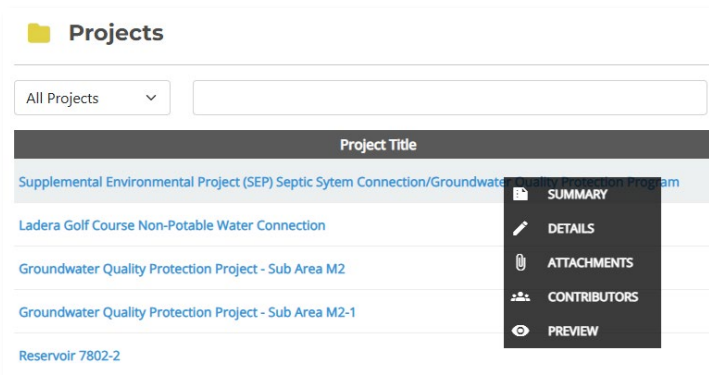 Projects
All Projects
Project Title
Supplemental Environmental Project (SEP) Septic Sytem Connection/Groundwater Quality Protection Program
SUMMARY
Ladera Golf Course Non-Potable Water Connection
DETAILS
ATTACHMENTS
Groundwater Quality Protection Project - Sub Area M2
CONTRIBUTORS
Groundwater Quality Protection Project - Sub Area M2-1
PREVIEW
Reservoir 7802-2